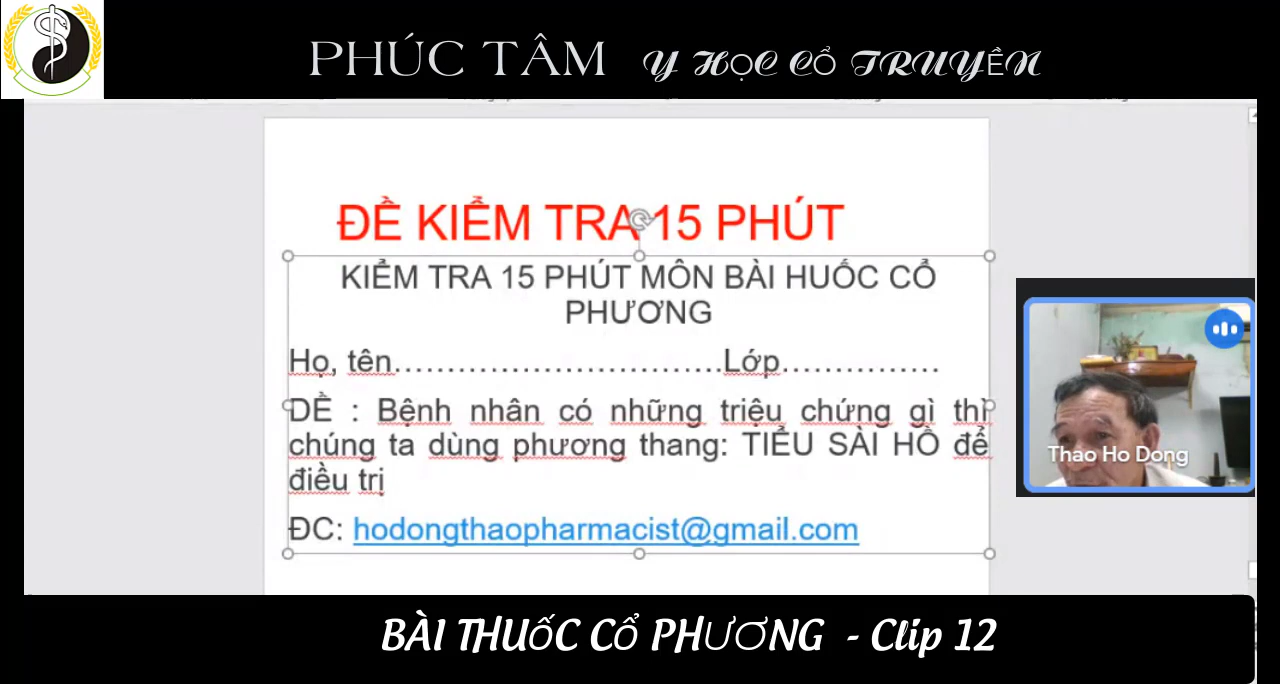 PHÚC TÂM Y HỌC CỔ TRUYỀN
ĐỀ KIỂM TRA 15 PHÚT
KIỂM TRA 15 PHÚT MÔN BÀI HUỐC CỔ
PHƯƠNG
Họ, tên.................................Lớp................
DỀ : Bệnh nhân có những triệu chứng gì thì
chúng ta dùng phương thang: TIỂU SÀI HỒ để
điều trị
ĐC: hodongthaopharmacist@gmail.com
Thao Ho Dong
BÀI THUỐC CỔ PHƯƠNG - Clip 12